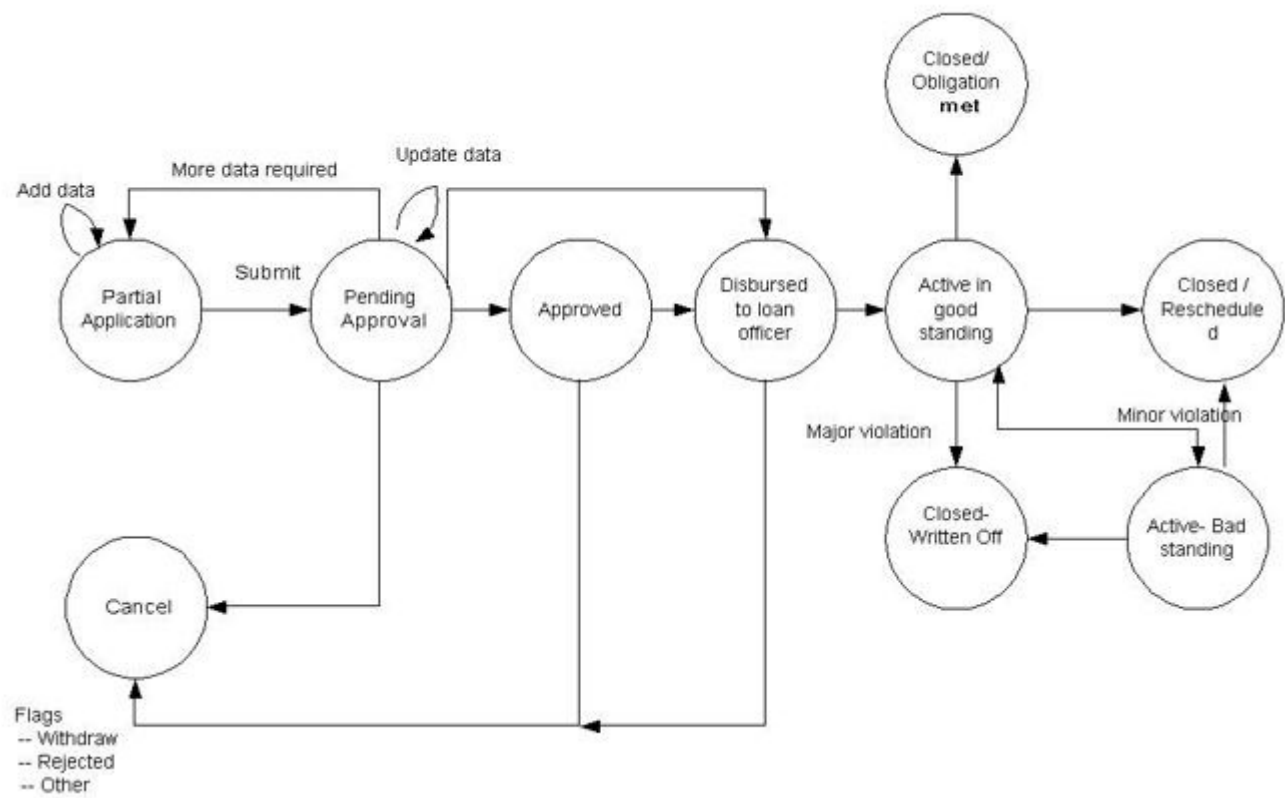 Closed/
Obligation
met
Update data
More data required
Add data
Submit
Partial
Application
Pending
Approval
Approved
Disbursed
to loan
officer
Active in
good
standing
Closed /
Reschedule
d
Major violation
Minor violation
Closed-
Written Off
Active- Bad
standing
Cancel
Flags
-- Withdraw
-- Rejected
-- Other